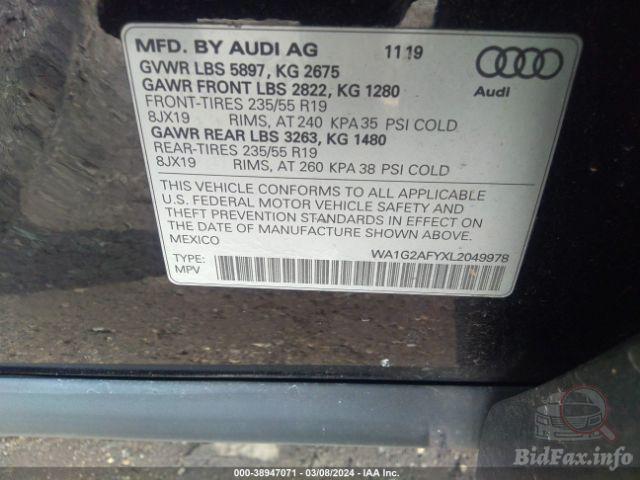 MFD. BY AUDI AG 11 19
GVWR LBS 5897, KG 2675
GAWR FRONT LBS 2822, KG 1280
FRONT-TIRES 235/55 R19
8JX19 RIMS, AT 240 KPA 35 PSI COLD
GAWR REAR LBS 3263, KG 1480
REAR-TIRES 235/55 R19
8JX19 RIMS, AT 260 KPA 38 PSI COLD
Audi
THIS VEHICLE CONFORMS TO ALL APPLICABLE
U.S. FEDERAL MOTOR VEHICLE SAFETY AND
THEFT PREVENTION STANDARDS IN EFFECT ON
THE DATE OF MANUFACTURE SHOWN ABOVE.
MEXICO
WA1G2AFYXL2049978
TYPE:
MPV
000-38947071 - 03/08/2024 - IAA Inc.
BidFax.info